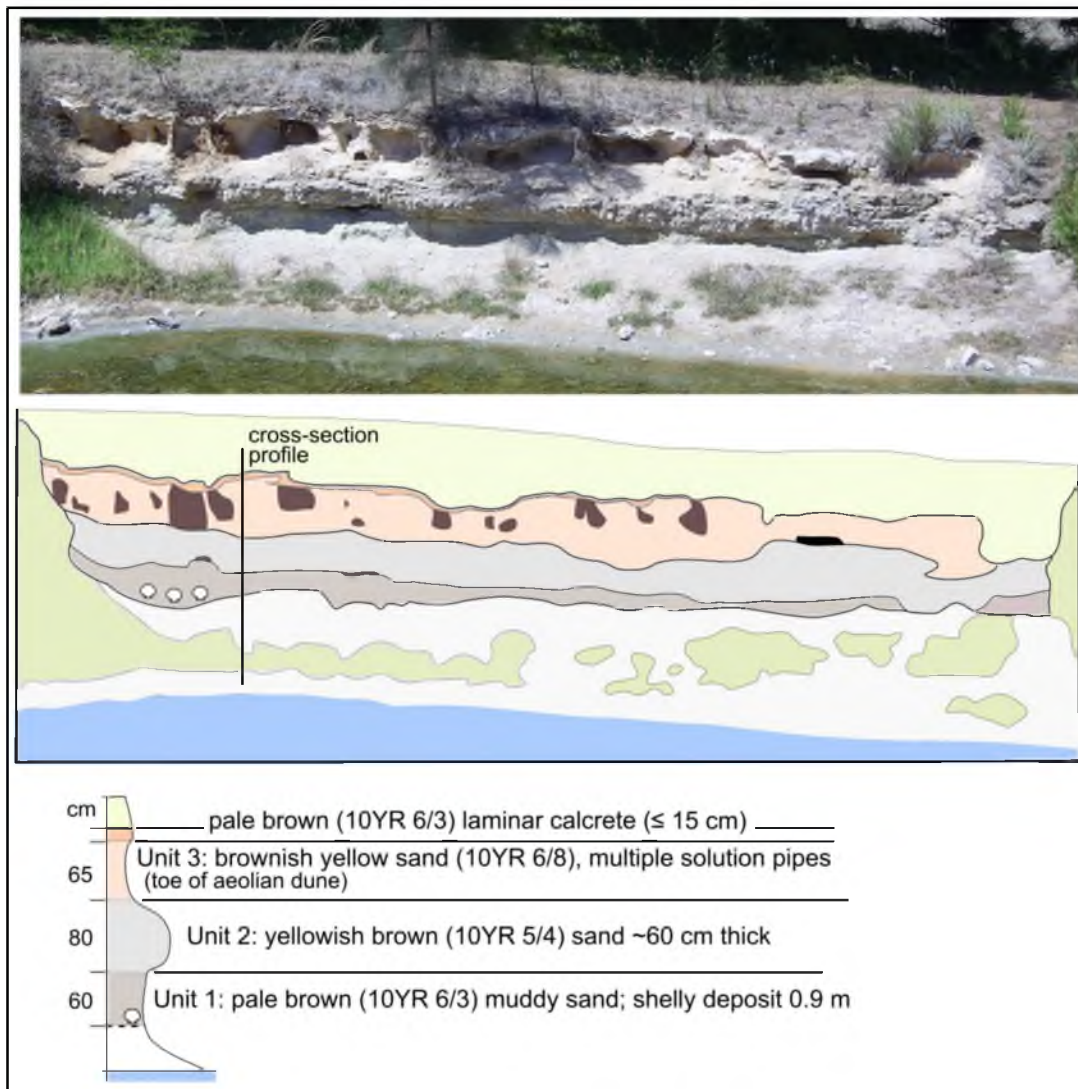 cross-section
profile
cm
pale brown (10YR 6/3) laminar calcrete (≤ 15 cm)
Unit 3: brownish yellow sand (10YR 6/8), multiple solution pipes
65
(toe of aeolian dune)
80
Unit 2: yellowish brown (10YR 5/4) sand ~60 cm thick
60
Unit 1: pale brown (10YR 6/3) muddy sand; shelly deposit 0.9 m